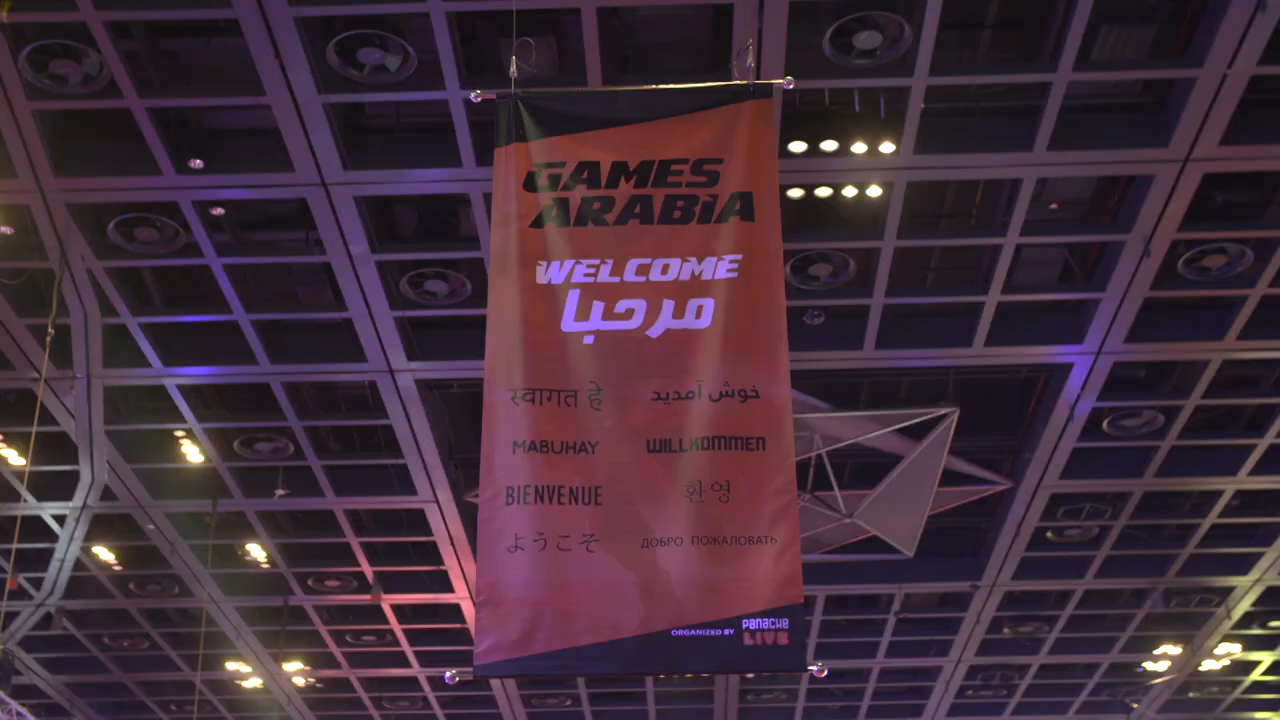 GAMES
ARABIA
WELCOME
مرحبا
स्वागत हे
خوش آمدید
MABUHAY
WILLKOMMEN
BIENVENUE
환영
ようこそ
ДОБРО ПОЖАЛОВАТЬ
ORGANIZED BY
PANACHE
LIVE